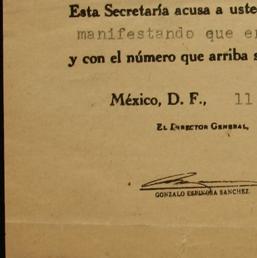 Esta Secretaría acusa a uste
manifestando que e
y con el número que arriba s
México, D. F., 11
EL DIRECTOR GENERAL,
GONZALO ESPINOSA SANCHEZ